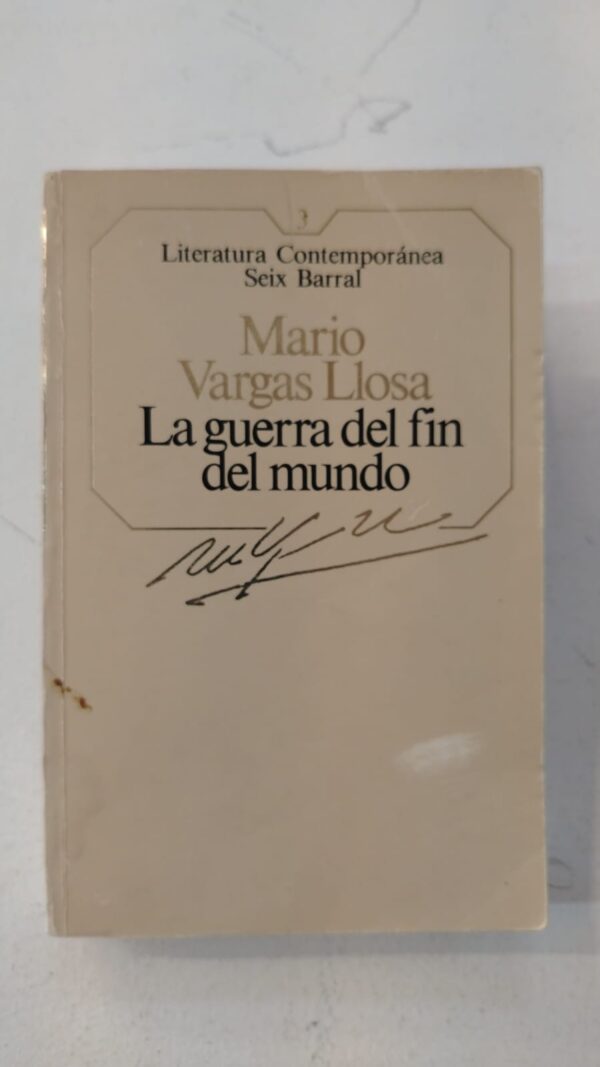 3
Literatura Contemporánea
Seix Barral
Mario
Vargas Llosa
La guerra del fin
del mundo